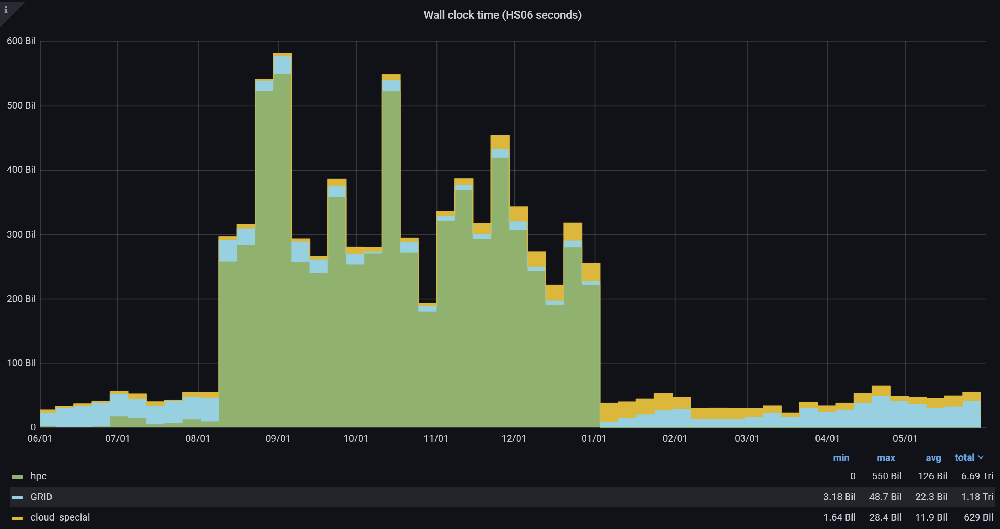 i
Wall clock time (HS06 seconds)
600 Bil
500 Bil
400 Bil
300 Bil
200 Bil
100 Bil
0
06/01 07/01 08/01 09/01 10/01 11/01 12/01 01/01 02/01 03/01 04/01 05/01
min max avg total
hpc 0 550 Bil 126 Bil 6.69 Tri
GRID 3.18 Bil 48.7 Bil 22.3 Bil 1.18 Tri
cloud_special 1.64 Bil 28.4 Bil 11.9 Bil 629 Bil